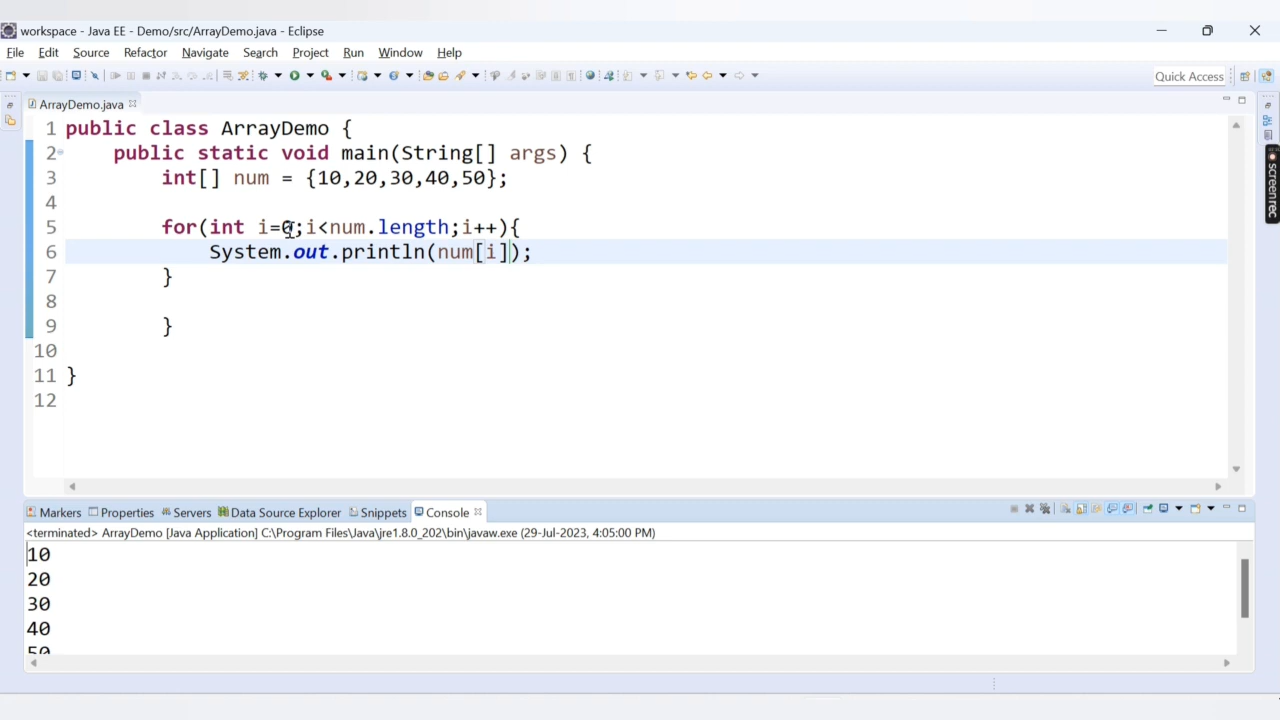 workspace - Java EE - Demo/src/ArrayDemo.java - Eclipse
File Edit Source Refactor Navigate Search Project Run Window Help
Quick Access
ArrayDemo.java
1 public class ArrayDemo {
2 public static void main(String[] args) {
3 int[] num = {10,20,30,40,50};
4
5 for(int i=0;i<num.length;i++){
6 System.out.println(num[i]);
7 }
8
9 }
10
11 }
12
screenrec
Markers Properties Servers Data Source Explorer Snippets Console
<terminated> ArrayDemo [Java Application] C:\Program Files\Java\jre1.8.0_202\bin\javaw.exe (29-Jul-2023, 4:05:00 PM)
10
20
30
40
50